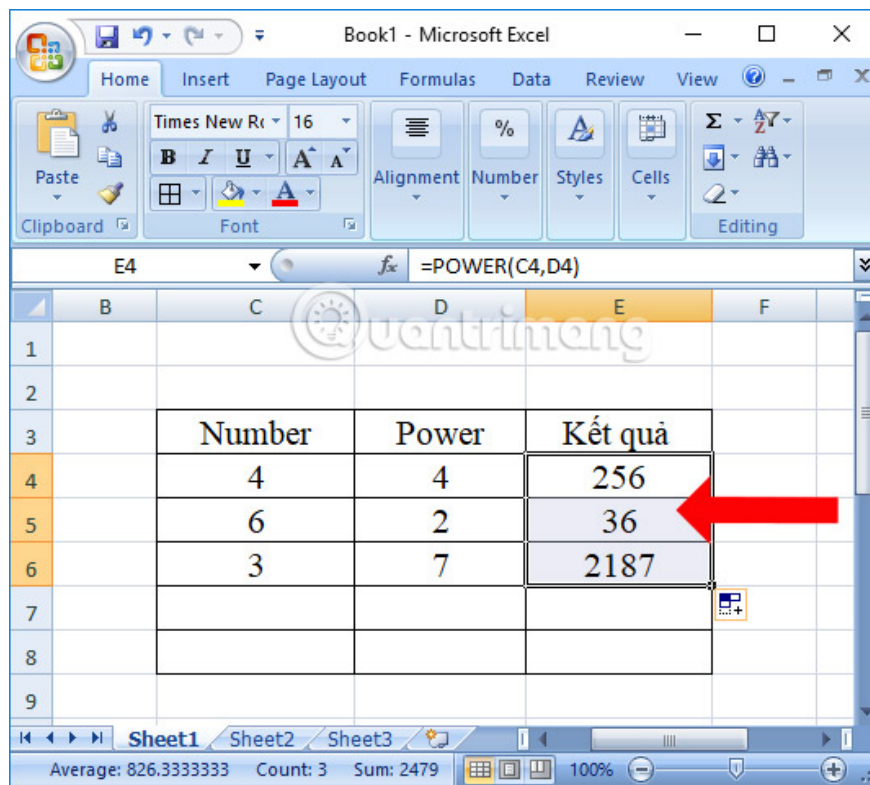 Book1 - Microsoft Excel
Home Insert Page Layout Formulas Data Review View
Times New Ro 16
Paste B I U A A Alignment % Number Styles Cells Σ
Clipboard Font Editing
E4 fx =POWER(C4,D4)
B C D E F
Quantrimang
1
2
3 Number Power Kết quả
4 4 4 256
5 6 2 36
6 3 7 2187
7
8
9
Sheet1 Sheet2 Sheet3
Average: 826.3333333 Count: 3 Sum: 2479 100%